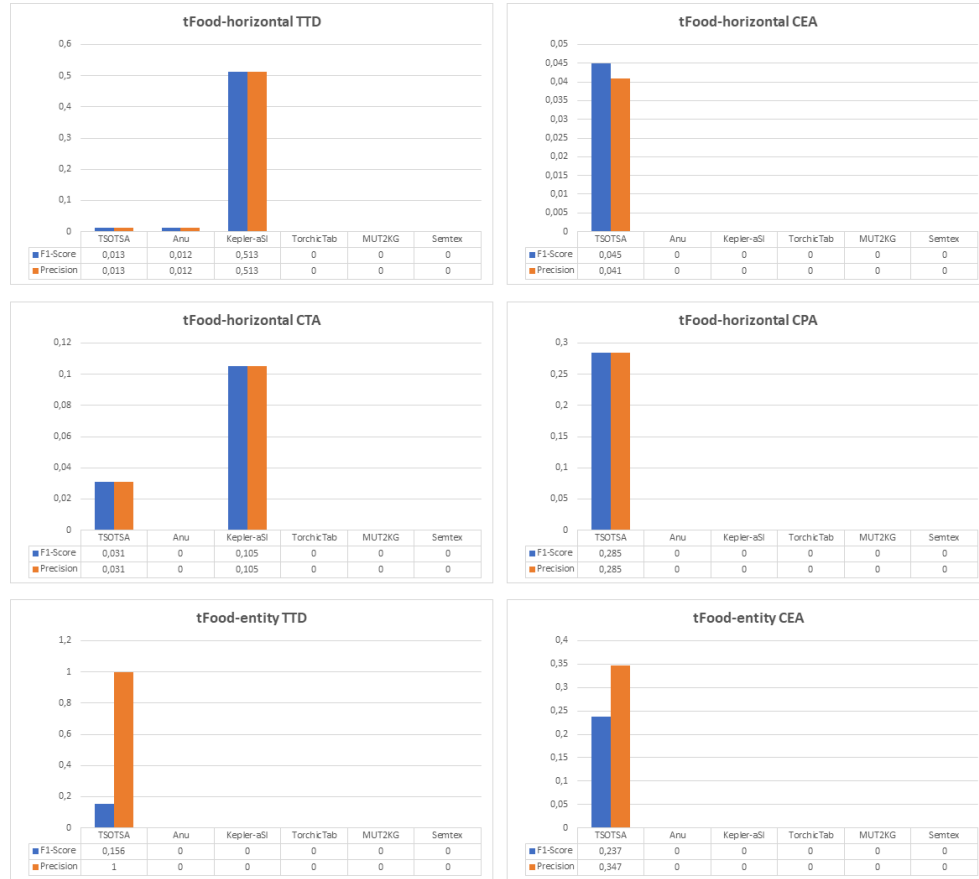 tFood-horizontal TTD
0,6
0,5
0,4
0,3
0,2
0,1
0
TSOTSA Anu Kepler-aSI TorchicTab MUT2KG Semtex
F1-Score 0,013 0,012 0,513 0 0 0
Precision 0,013 0,012 0,513 0 0 0
tFood-horizontal CEA
0,05
0,045
0,04
0,035
0,03
0,025
0,02
0,015
0,01
0,005
0
TSOTSA Anu Kepler-aSI TorchicTab MUT2KG Semtex
F1-Score 0,045 0 0 0 0 0
Precision 0,041 0 0 0 0 0
tFood-horizontal CTA
0,12
0,1
0,08
0,06
0,04
0,02
0
TSOTSA Anu Kepler-aSI TorchicTab MUT2KG Semtex
F1-Score 0,031 0 0,105 0 0 0
Precision 0,031 0 0,105 0 0 0
tFood-horizontal CPA
0,3
0,25
0,2
0,15
0,1
0,05
0
TSOTSA Anu Kepler-aSI TorchicTab MUT2KG Semtex
F1-Score 0,285 0 0 0 0 0
Precision 0,285 0 0 0 0 0
tFood-entity TTD
1,2
1
0,8
0,6
0,4
0,2
0
TSOTSA Anu Kepler-aSI TorchicTab MUT2KG Semtex
F1-Score 0,156 0 0 0 0 0
Precision 1 0 0 0 0 0
tFood-entity CEA
0,4
0,35
0,3
0,25
0,2
0,15
0,1
0,05
0
TSOTSA Anu Kepler-aSI TorchicTab MUT2KG Semtex
F1-Score 0,237 0 0 0 0 0
Precision 0,347 0 0 0 0 0